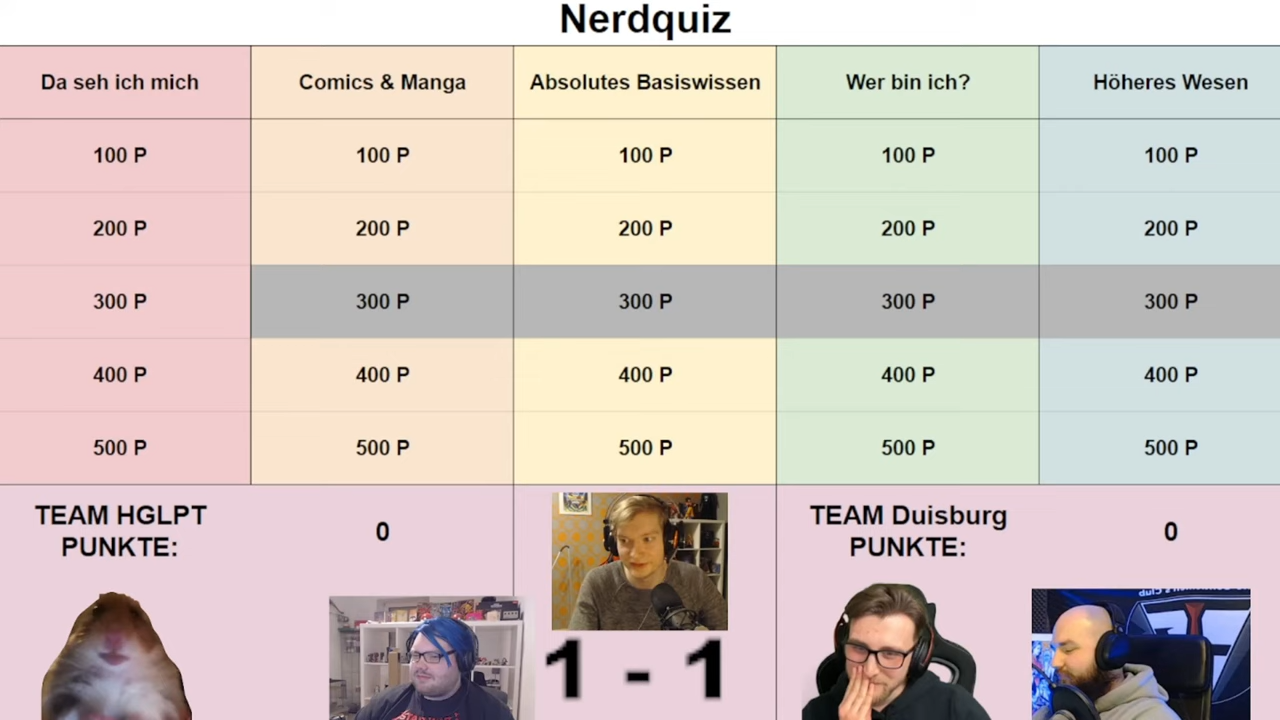 Nerdquiz
Da seh ich mich
Comics & Manga
Absolutes Basiswissen
Wer bin ich?
Höheres Wesen
100 P
100 P
100 P
100 P
100 P
200 P
200 P
200 P
200 P
200 P
300 P
300 P
300 P
300 P
300 P
400 P
400 P
400 P
400 P
400 P
500 P
500 P
500 P
500 P
500 P
TEAM HGLPT
PUNKTE:
0
TEAM Duisburg
PUNKTE:
0
1 - 1